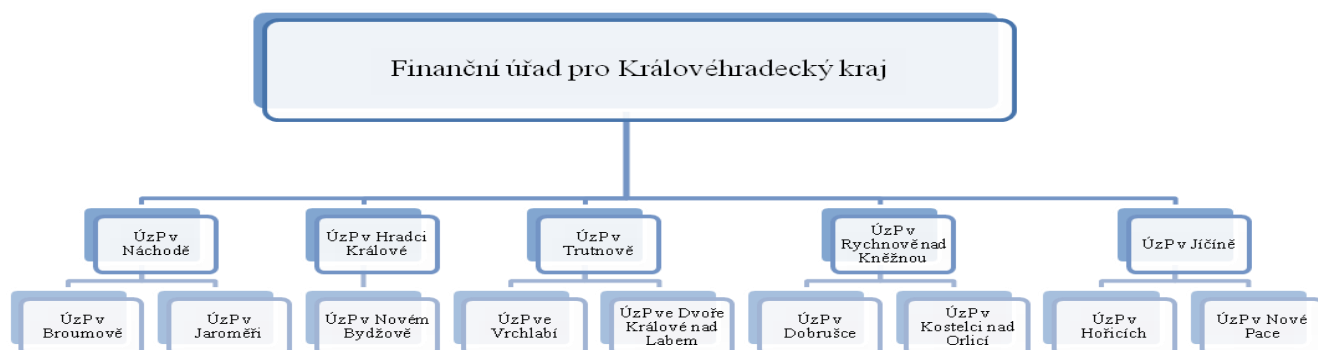 Finanční úřad pro Královéhradecký kraj
ÚzP v
Náchodě
ÚzP v Hradci
Králové
ÚzP v
Trutnově
ÚzP v
Rychnově nad
Kněžnou
ÚzP v Jíčíně
ÚzP v
Broumově
ÚzP v
Jaroměři
ÚzP v Novém
Bydžově
ÚzP ve
Vrchlabí
ÚzP ve Dvoře
Králové nad
Labem
ÚzP v
Dobrušce
ÚzP v
Kostelci nad
Orlicí
ÚzP v
Hořicích
ÚzP v Nové
Pace